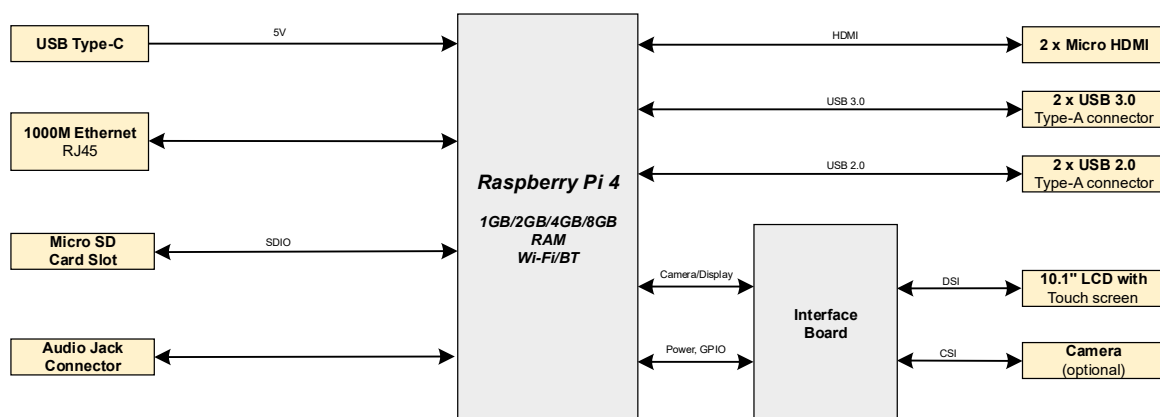 USB Type-C
5V
1000M Ethernet
RJ45
Micro SD
Card Slot
SDIO
Audio Jack
Connector
Raspberry Pi 4
1GB/2GB/4GB/8GB
RAM
Wi-Fi/BT
HDMI
2 x Micro HDMI
USB 3.0
2 x USB 3.0
Type-A connector
USB 2.0
2 x USB 2.0
Type-A connector
Camera/Display
Power, GPIO
Interface
Board
DSI
10.1" LCD with
Touch screen
CSI
Camera
(optional)